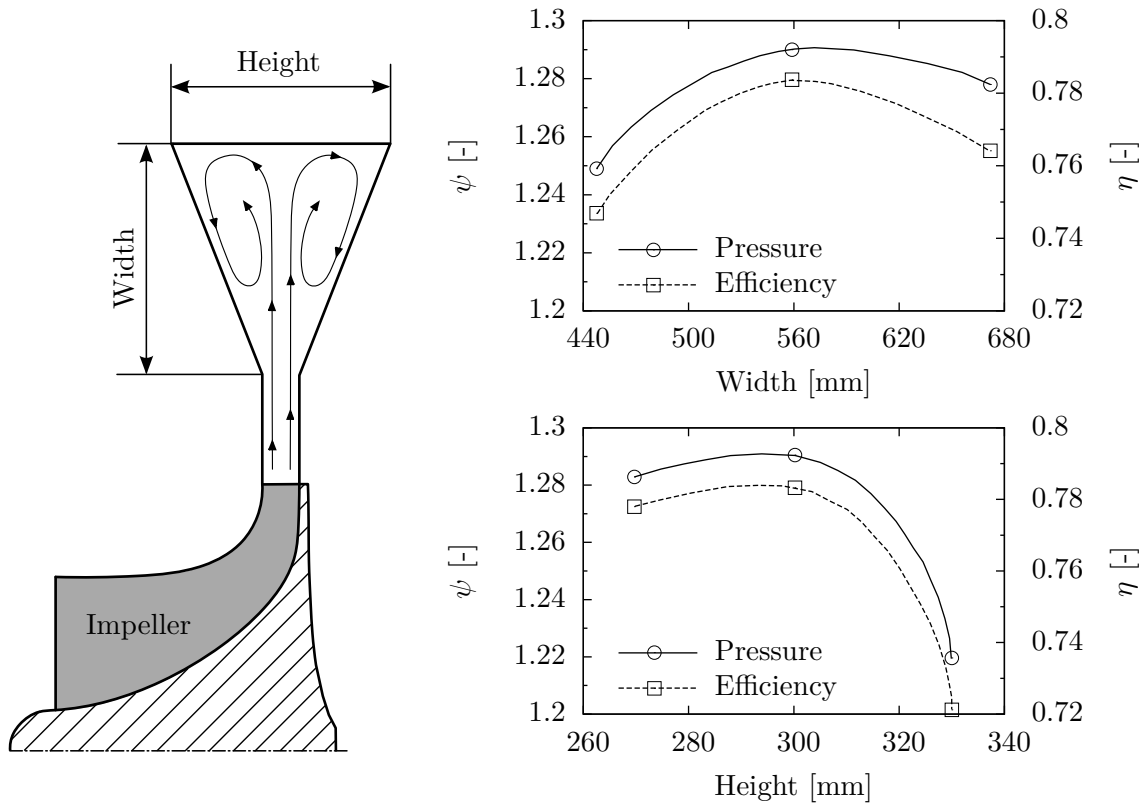 Height
Width
Impeller
1.3
1.28
1.26
1.24
1.22
1.2
ψ [-]
0.8
0.78
0.76
0.74
0.72
η [-]
Pressure
Efficiency
440 500 560 620 680
Width [mm]
1.3
1.28
1.26
1.24
1.22
1.2
ψ [-]
0.8
0.78
0.76
0.74
0.72
η [-]
Pressure
Efficiency
260 280 300 320 340
Height [mm]